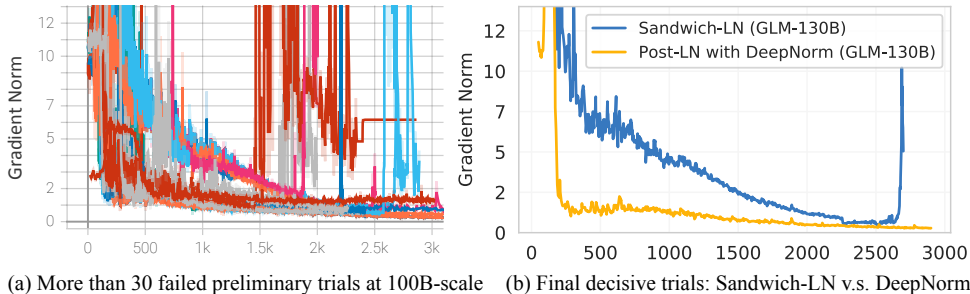 12
10
7
5
2
0
Gradient Norm
0
500
1k
1.5k
2k
2.5k
3k
12
10
7
5
2
0
Gradient Norm
Sandwich-LN (GLM-130B)
Post-LN with DeepNorm (GLM-130B)
0
500
1000
1500
2000
2500
3000
(a) More than 30 failed preliminary trials at 100B-scale
(b) Final decisive trials: Sandwich-LN v.s. DeepNorm